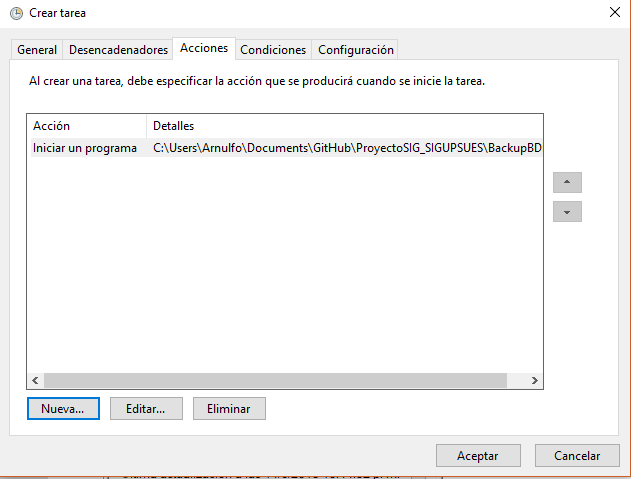 Crear tarea
General Desencadenadores Acciones Condiciones Configuración
Al crear una tarea, debe especificar la acción que se producirá cuando se inicie la tarea.
Acción Detalles
Iniciar un programa C:\Users\Arnulfo\Documents\GitHub\ProyectoSIG_SIGUPSUES\BackupBD
Nueva... Editar... Eliminar
Aceptar Cancelar